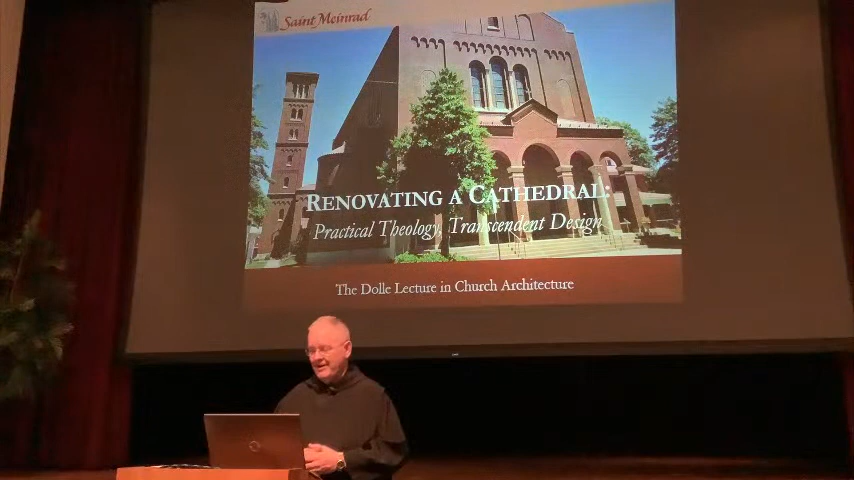 Saint Meinrad
RENOVATING A CATHEDRAL:
Practical Theology, Transcendent Design
The Dolle Lecture in Church Architecture